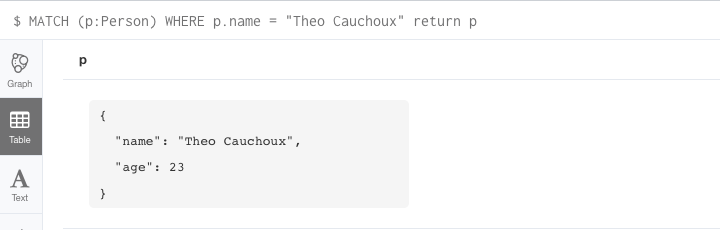 $ MATCH (p:Person) WHERE p.name = "Theo Cauchoux" return p
p
Graph
{
"name": "Theo Cauchoux",
"age": 23
}
Table
A
Text